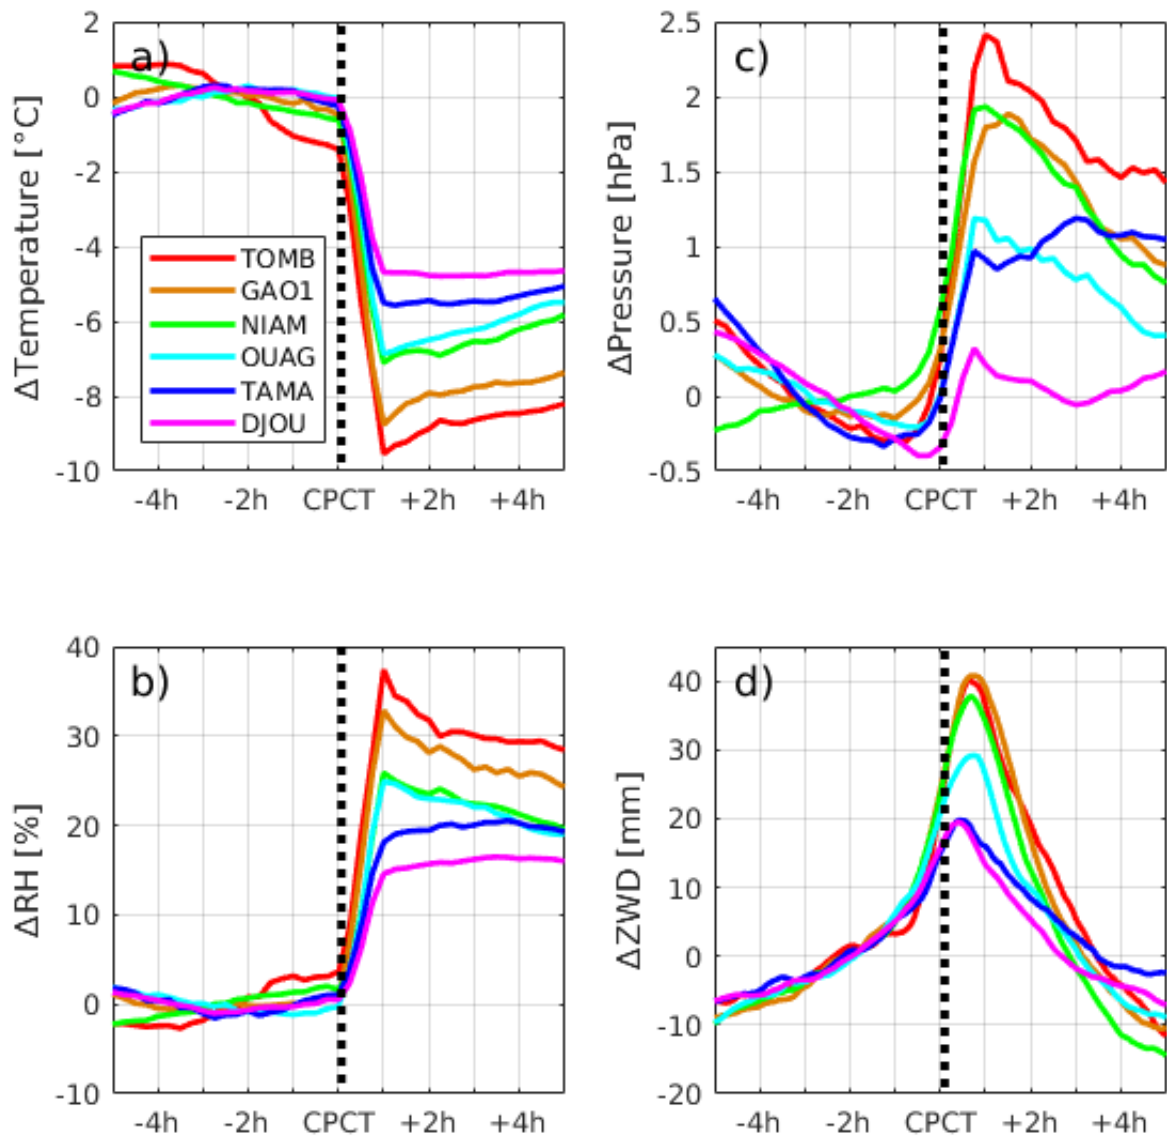 a)
ΔTemperature [°C]
2
0
-2
-4
-6
-8
-10
TOMB
GAO1
NIAM
OUAG
TAMA
DJOU
-4h -2h CPCT +2h +4h
c)
ΔPressure [hPa]
2.5
2
1.5
1
0.5
0
-0.5
-4h -2h CPCT +2h +4h
b)
ΔRH [%]
40
30
20
10
0
-10
-4h -2h CPCT +2h +4h
d)
ΔZWD [mm]
40
30
20
10
0
-10
-20
-4h -2h CPCT +2h +4h